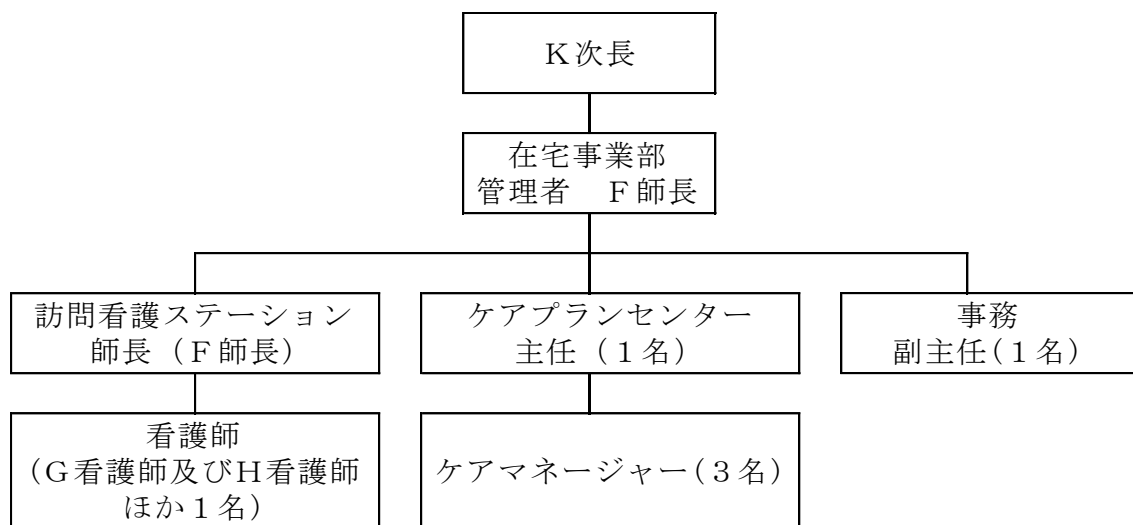 K次長
在宅事業部
管理者　F師長
訪問看護ステーション
師長（F師長）
ケアプランセンター
主任（1名）
事務
副主任（1名）
看護師
（G看護師及びH看護師
ほか1名）
ケアマネージャー（3名）